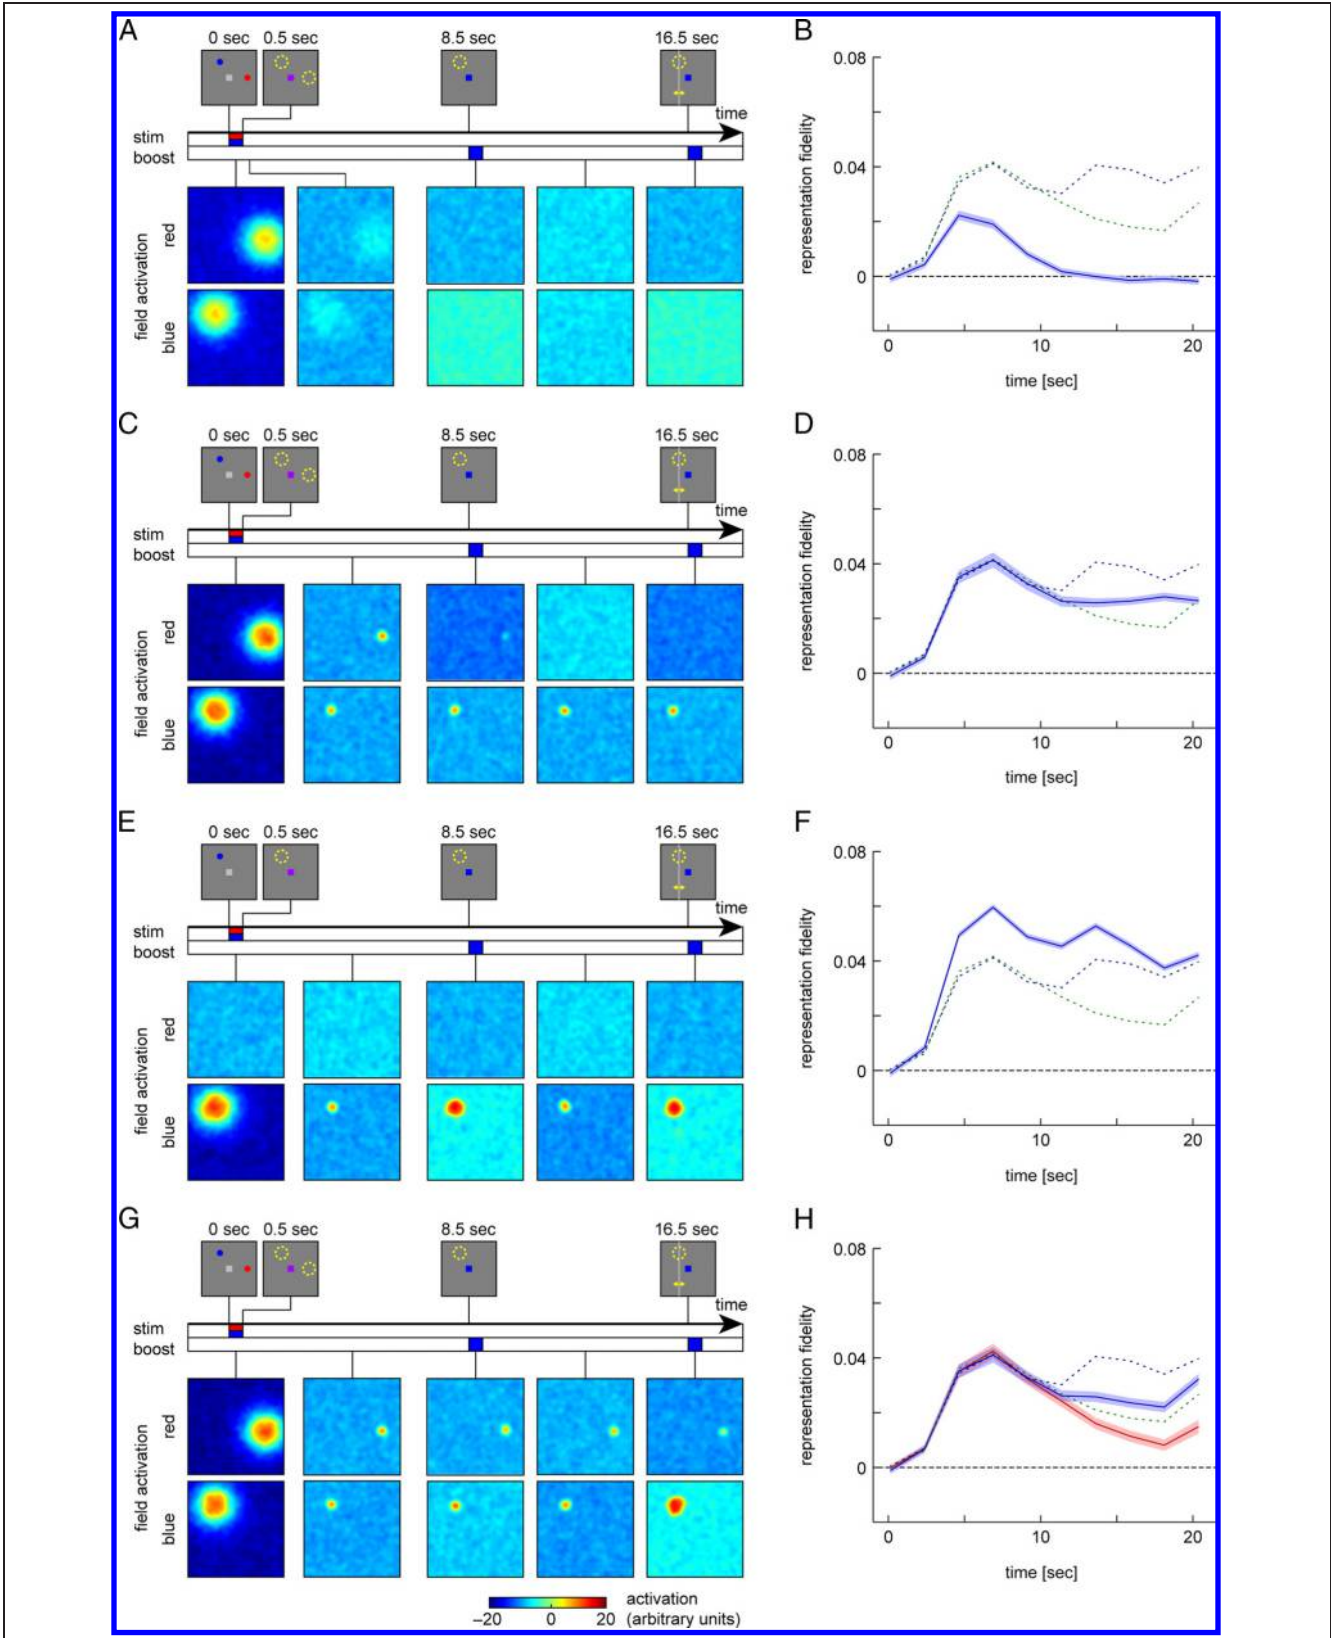 A
0 sec 0.5 sec 8.5 sec 16.5 sec
time
stim
boost
field activation
red
blue
B
representation fidelity
0.08
0.04
0
0 10 20
time [sec]
C
0 sec 0.5 sec 8.5 sec 16.5 sec
time
stim
boost
field activation
red
blue
D
representation fidelity
0.08
0.04
0
0 10 20
time [sec]
E
0 sec 0.5 sec 8.5 sec 16.5 sec
time
stim
boost
field activation
red
blue
F
representation fidelity
0.08
0.04
0
0 10 20
time [sec]
G
0 sec 0.5 sec 8.5 sec 16.5 sec
time
stim
boost
field activation
red
blue
H
representation fidelity
0.08
0.04
0
0 10 20
time [sec]
−20 0 20
activation
(arbitrary units)